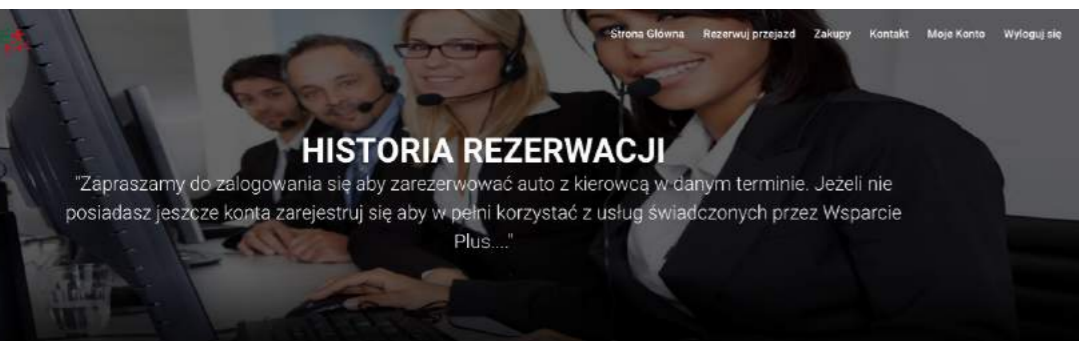 Strona Główna Rezerwuj przejazd Zakupy Kontakt Moje Konto Wyloguj się
HISTORIA REZERWACJI
"Zapraszamy do zalogowania się aby zarezerwować auto z kierowcą w danym terminie. Jeżeli nie
posiadasz jeszcze konta zarejestruj się aby w pełni korzystać z usług świadczonych przez Wsparcie
Plus...."